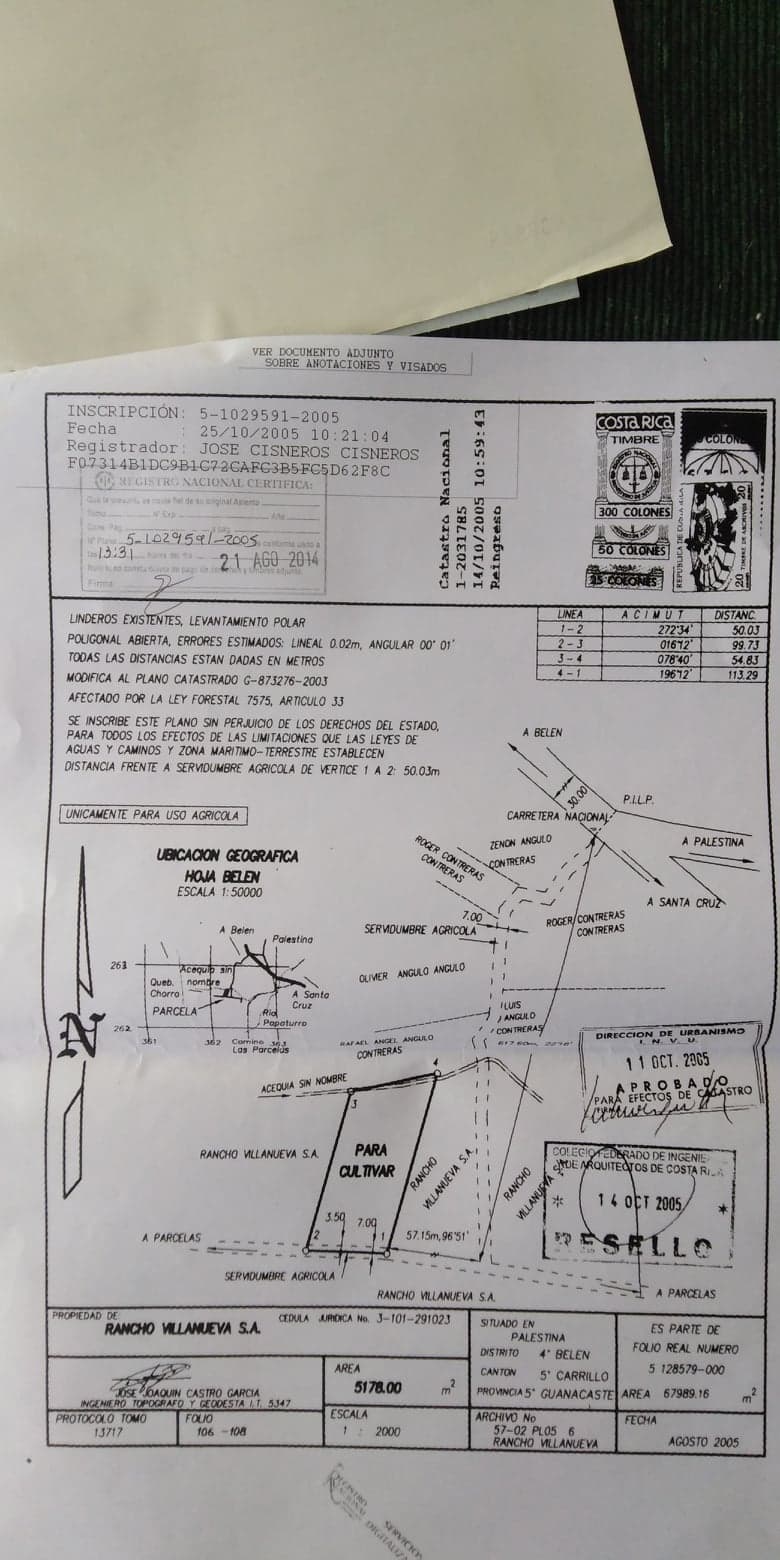 VER DOCUMENTO ADJUNTO
SOBRE ANOTACIONES Y VISADOS
INSCRIPCIÓN: 5-1029591-2005
Fecha : 25/10/2005 10:21:04
Registrador: JOSE CISNEROS CISNEROS
F07314B1DC9B1C72CAFC3B5FC5D62F8C
REGISTRO NACIONAL CERTIFICA:
5-1029591-2005
13:31
21 AGO 2014
Firma
Catastro Nacional
1-2031785
14/10/2005 10:59:43
Reingreso
COSTA RICA
TIMBRE
300 COLONES
50 COLONES
25 COLONES
COLONE
20 TIMBRE DE ARCHIVOS 20
LINDEROS EXISTENTES, LEVANTAMIENTO POLAR
POLIGONAL ABIERTA, ERRORES ESTIMADOS: LINEAL 0.02m, ANGULAR 00° 01'
TODAS LAS DISTANCIAS ESTAN DADAS EN METROS
MODIFICA AL PLANO CATASTRADO G-873276-2003
AFECTADO POR LA LEY FORESTAL 7575, ARTICULO 33
SE INSCRIBE ESTE PLANO SIN PERJUICIO DE LOS DERECHOS DEL ESTADO,
PARA TODOS LOS EFECTOS DE LAS LIMITACIONES QUE LAS LEYES DE
AGUAS Y CAMINOS Y ZONA MARITIMO-TERRESTRE ESTABLECEN
DISTANCIA FRENTE A SERVIDUMBRE AGRICOLA DE VERTICE 1 A 2: 50.03m
LINEA ACIMUT DISTANC.
1-2 272°34' 50.03
2-3 016°12' 99.73
3-4 078°40' 54.83
4-1 196°12' 113.29
UNICAMENTE PARA USO AGRICOLA
UBICACION GEOGRAFICA
HOJA BELEN
ESCALA 1:50000
A Belen
Palestina
263
Acequia sin
nombre
Queb.
Chorro
PARCELA
A Santa
Cruz
Rio
Papaturro
262
361
362
Camino
Las Parcelas
363
N
A BELEN
30.00
P.I.L.P.
CARRETERA NACIONAL
A PALESTINA
A SANTA CRUZ
ZENON ANGULO
CONTRERAS
ROGER CONTRERAS
CONTRERAS
7.00
SERVIDUMBRE AGRICOLA
ROGER CONTRERAS
CONTRERAS
OLIVIER ANGULO ANGULO
LUIS
ANGULO
CONTRERAS
RAFAEL ANGEL ANGULO
CONTRERAS
ACEQUIA SIN NOMBRE
4
3
RANCHO VILLANUEVA S.A.
PARA
CULTIVAR
RANCHO
VILLANUEVA S.A.
RANCHO
VILLANUEVA S.A.
3.50
7.00
2
1
57.15m,96°51'
A PARCELAS
SERVIDUMBRE AGRICOLA
RANCHO VILLANUEVA S.A.
A PARCELAS
DIRECCION DE URBANISMO
I. N. V. U.
11 OCT. 2005
APROBADO
PARA EFECTOS DE CATASTRO
COLEGIO FEDERADO DE INGENIE
DE ARQUITECTOS DE COSTA RICA
14 OCT 2005
RESELLO
PROPIEDAD DE:
RANCHO VILLANUEVA S.A.
CEDULA JURIDICA No. 3-101-291023
SITUADO EN
PALESTINA
DISTRITO 4° BELEN
CANTON 5° CARRILLO
PROVINCIA 5° GUANACASTE
ES PARTE DE
FOLIO REAL NUMERO
5 128579-000
AREA 67989.16 m2
JOSE JOAQUIN CASTRO GARCIA
INGENIERO TOPOGRAFO Y GEODESTA I.T. 5347
AREA
5178.00 m2
PROTOCOLO TOMO
13717
FOLIO
106 -108
ESCALA
1 : 2000
ARCHIVO No
57-02 PLOS 6
RANCHO VILLANUEVA
FECHA
AGOSTO 2005